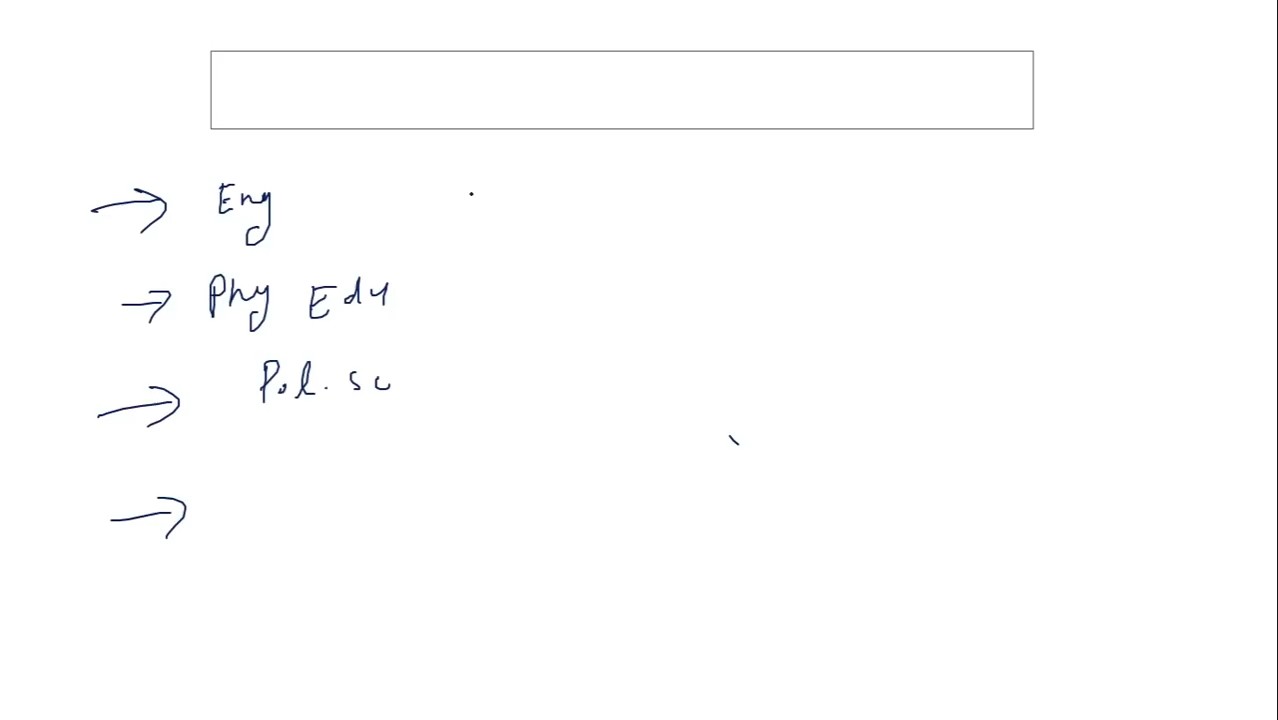 → Eng
→ Phy Edu
→ Pol. sc
→